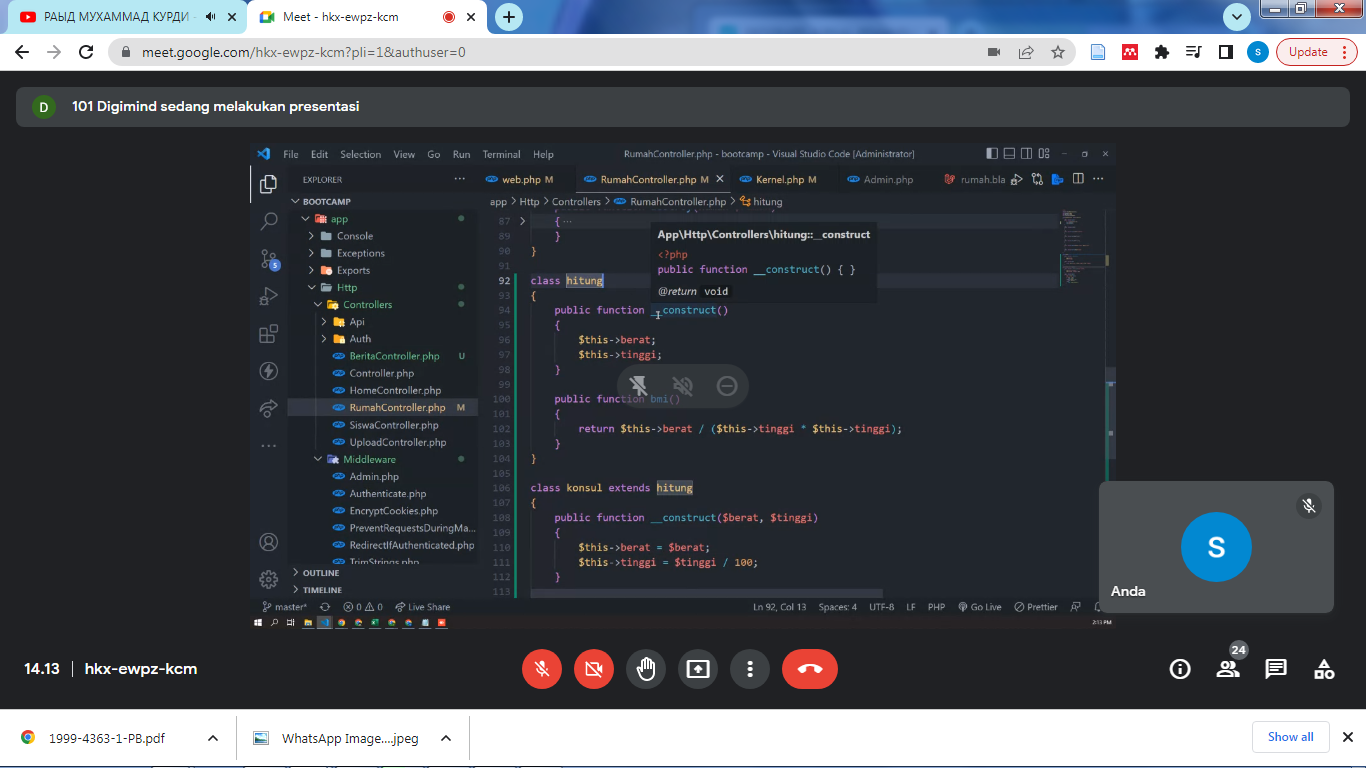 РАЫД МУХАММАД КУРДИ -
Meet - hkx-ewpz-kcm
meet.google.com/hkx-ewpz-kcm?pli=1&authuser=0
S
Update
D
101 Digimind sedang melakukan presentasi
File Edit Selection View Go Run Terminal Help
RumahController.php - bootcamp - Visual Studio Code [Administrator]
EXPLORER
web.php M
RumahController.php M
Kernel.php M
Admin.php
rumah.bla
BOOTCAMP
app > Http > Controllers > RumahController.php > hitung
app
Console
Exceptions
Exports
Http
Controllers
Api
Auth
BeritaController.php U
Controller.php
HomeController.php
RumahController.php M
SiswaController.php
UploadController.php
Middleware
Admin.php
Authenticate.php
EncryptCookies.php
PreventRequestsDuringMa...
RedirectIfAuthenticated.php
TrimStrings.php
OUTLINE
TIMELINE
5
87 {...
89 }
90 }
91
App\Http\Controllers\hitung::__construct
<?php
public function __construct() { }
@return void
92 class hitung
93 {
94 public function __construct()
95 {
96 $this->berat;
97 $this->tinggi;
98 }
99
100 public function bmi()
101 {
102 return $this->berat / ($this->tinggi * $this->tinggi);
103 }
104 }
105
106 class konsul extends hitung
107 {
108 public function __construct($berat, $tinggi)
109 {
110 $this->berat = $berat;
111 $this->tinggi = $tinggi / 100;
112 }
113
master* 0 0 Live Share
Ln 92, Col 13 Spaces: 4 UTF-8 LF PHP Go Live Prettier
2:13 PM
S
Anda
14.13 | hkx-ewpz-kcm
24
1999-4363-1-PB.pdf
WhatsApp Image....jpeg
Show all